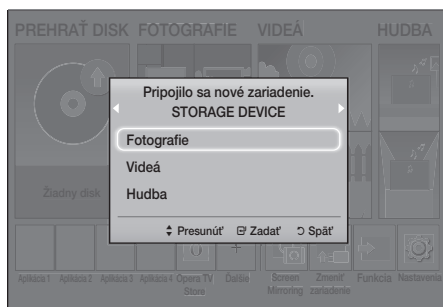 PREHRAŤ DISK FOTOGRAFIE VIDEÁ HUDBA
Pripojilo sa nové zariadenie.
STORAGE DEVICE
Fotografie
Videá
Hudba
Presunúť Zadať Späť
Žiadny disk
Aplikácia 1 Aplikácia 2 Aplikácia 3 Aplikácia 4 Opera TV Store Ďalšie Screen Mirroring Zmeniť zariadenie Funkcia Nastavenia